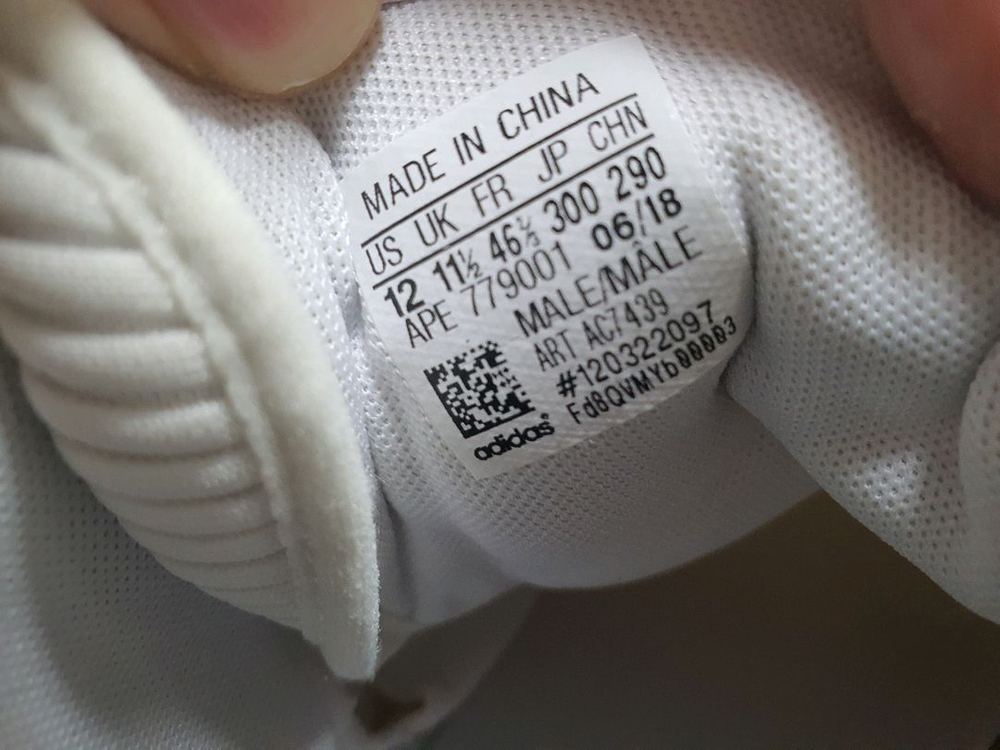 MADE IN CHINA
US UK FR JP CHN
12 11½ 46⅔ 300 290
APE 779001 06/18
MALE/MÂLE
ART AC7439
#120322097
Fd8QVMYb00003
adidas